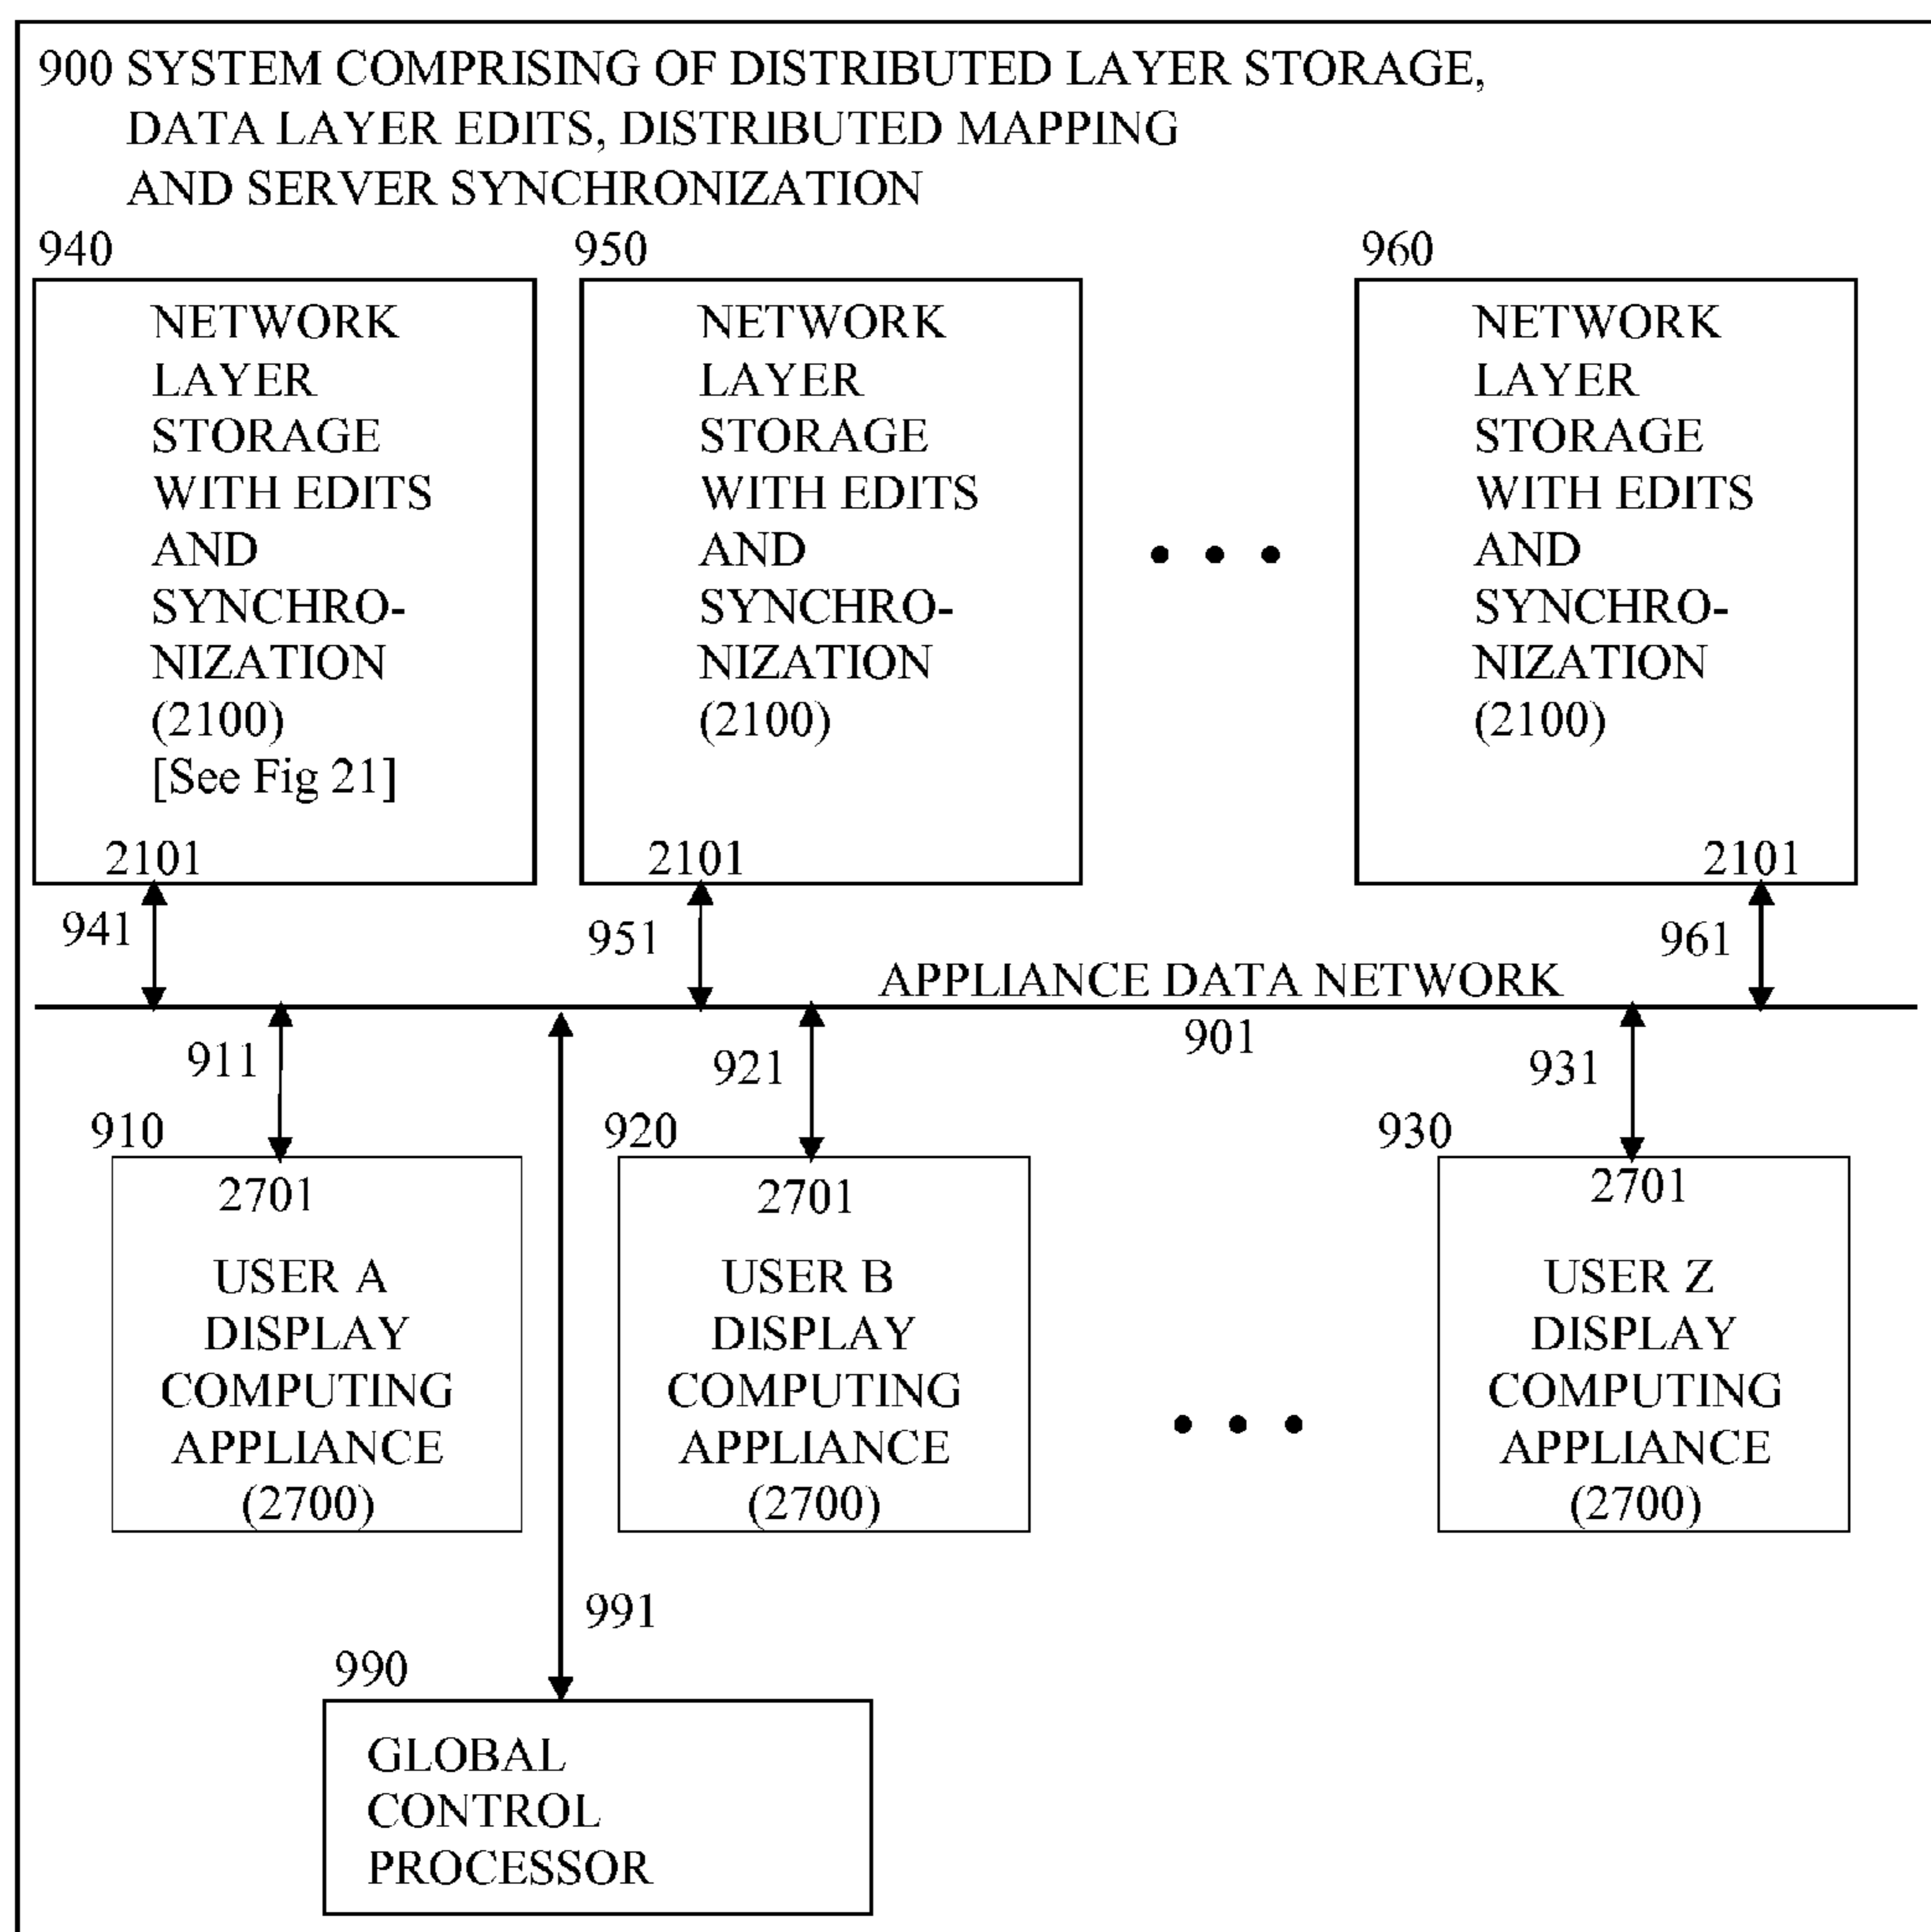 900 SYSTEM COMPRISING OF DISTRIBUTED LAYER STORAGE,
DATA LAYER EDITS, DISTRIBUTED MAPPING
AND SERVER SYNCHRONIZATION
940
NETWORK
LAYER
STORAGE
WITH EDITS
AND
SYNCHRO-
NIZATION
(2100)
[See Fig 21]
2101
950
NETWORK
LAYER
STORAGE
WITH EDITS
AND
SYNCHRO-
NIZATION
(2100)
2101
960
NETWORK
LAYER
STORAGE
WITH EDITS
AND
SYNCHRO-
NIZATION
(2100)
2101
941
951
961
APPLIANCE DATA NETWORK
901
911
921
931
910
2701
USER A
DISPLAY
COMPUTING
APPLIANCE
(2700)
920
2701
USER B
DISPLAY
COMPUTING
APPLIANCE
(2700)
930
2701
USER Z
DISPLAY
COMPUTING
APPLIANCE
(2700)
991
990
GLOBAL
CONTROL
PROCESSOR